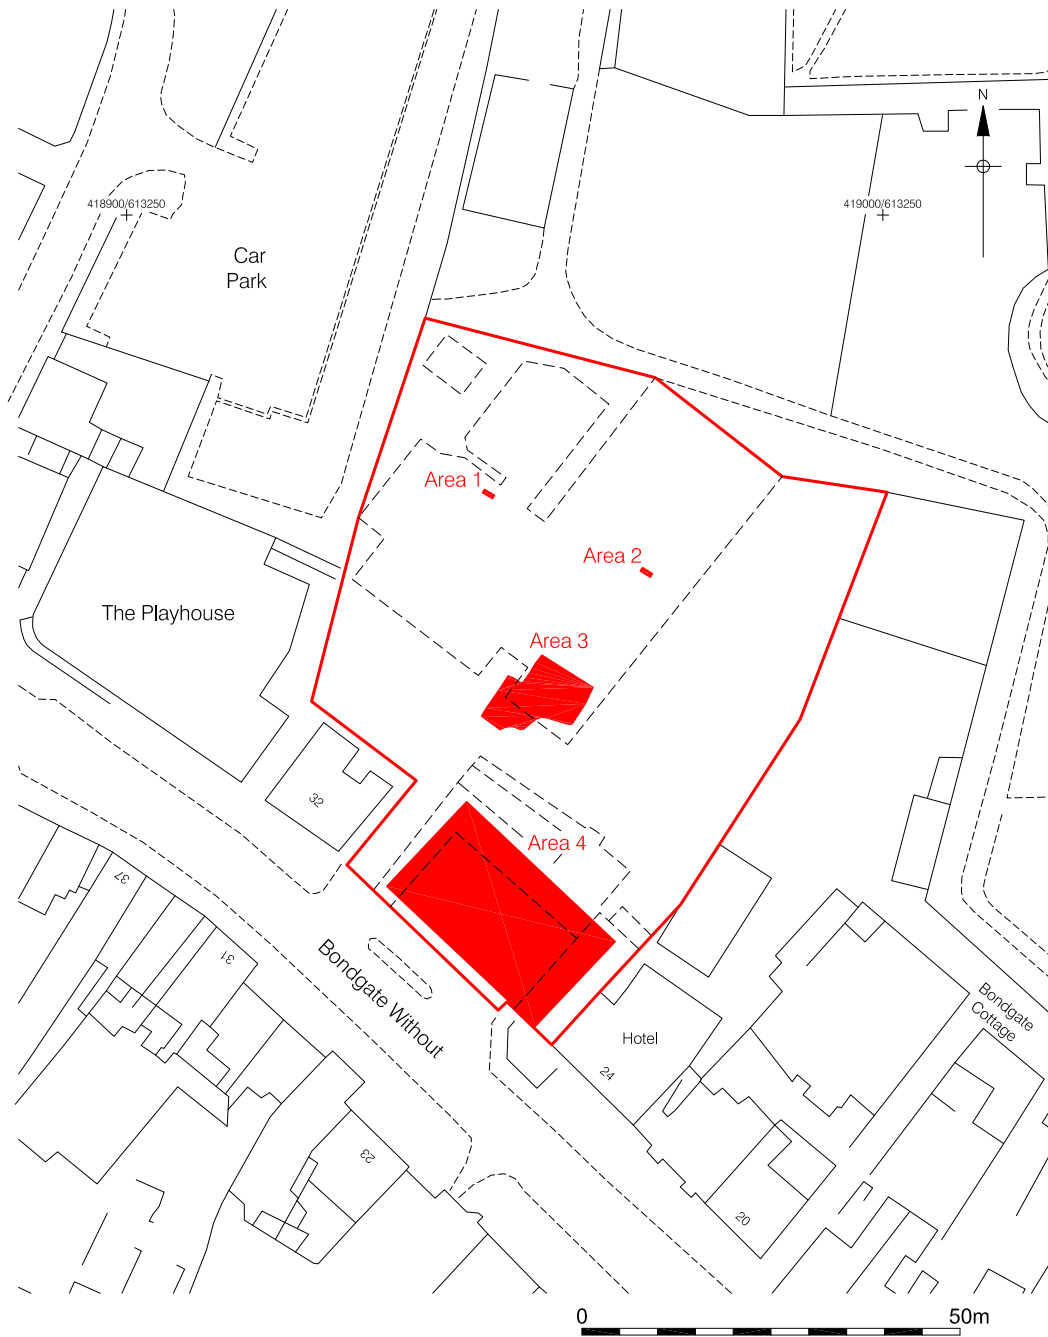 N
418900/613250
419000/613250
Car
Park
Area 1
Area 2
The Playhouse
Area 3
32
Area 4
37
31
Bondgate Without
Bondgate
Cottage
Hotel
24
23
20
0
50m